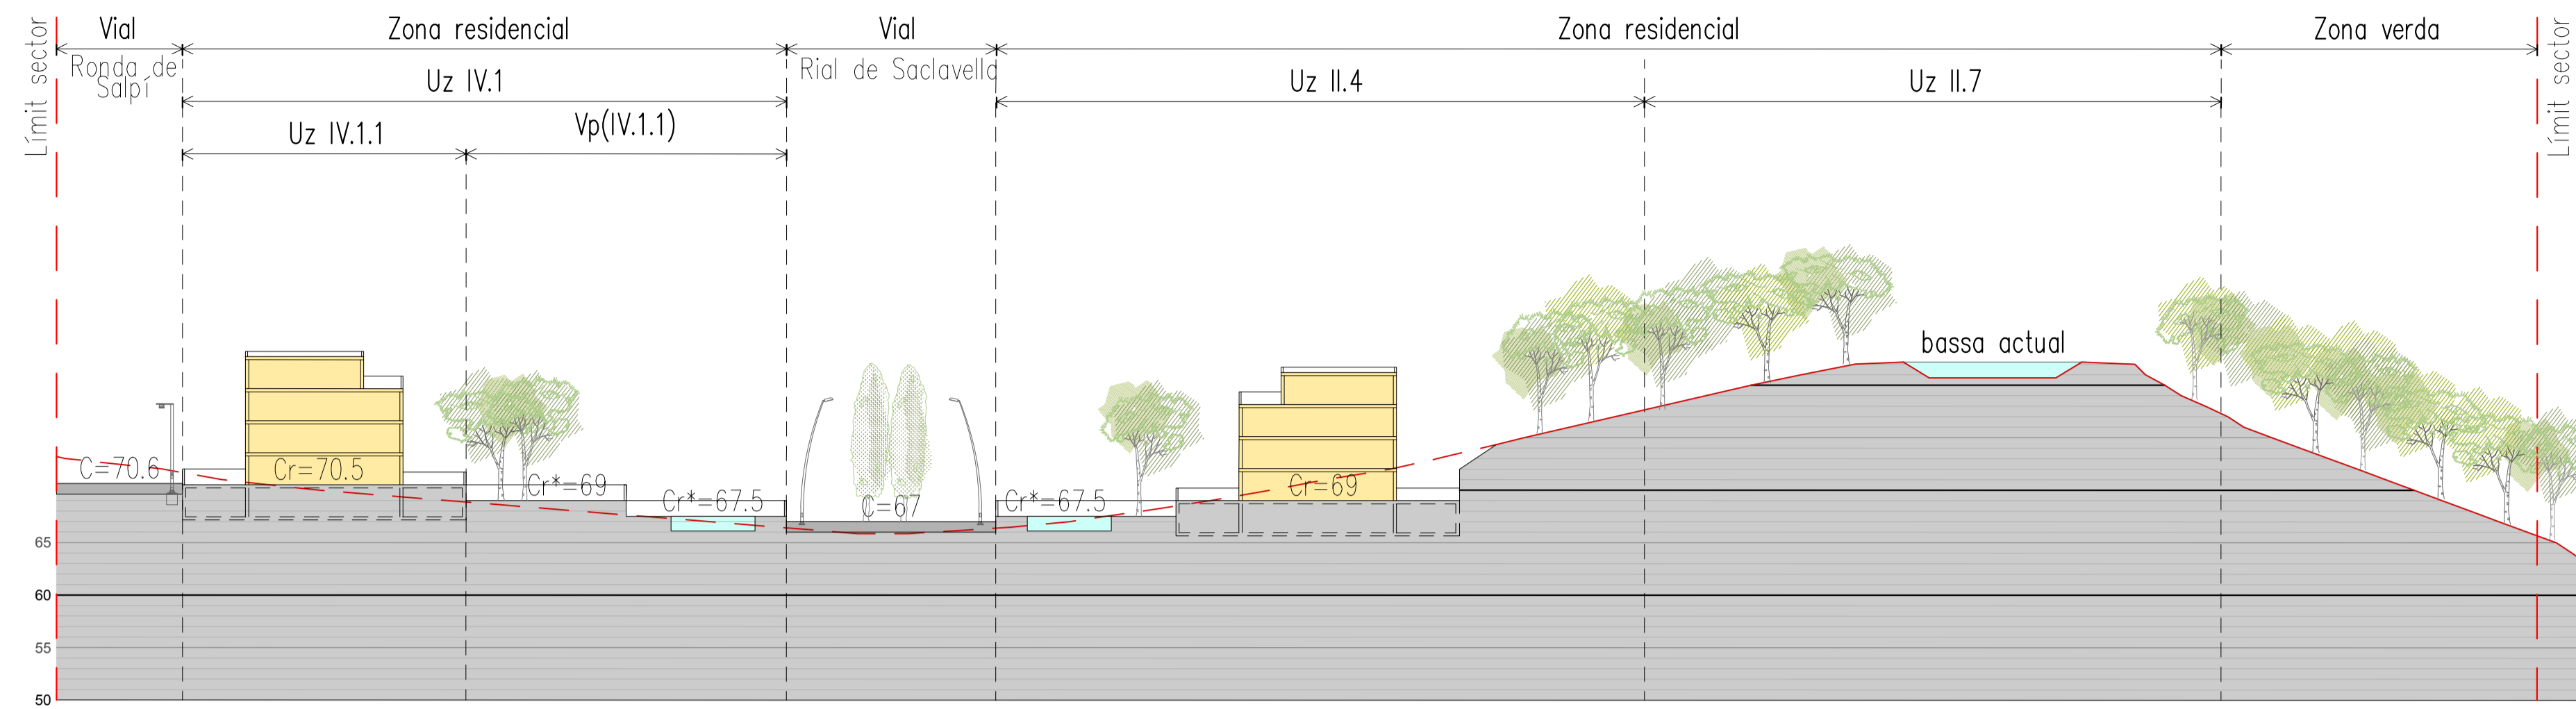 Límit sector
Vial
Zona residencial
Vial
Zona residencial
Zona verda
Límit sector
Ronda de
Salpí
Uz IV.1
Rial de Saclavella
Uz II.4
Uz II.7
Uz IV.1.1
Vp(IV.1.1)
bassa actual
C=70.6
Cr=70.5
Cr*=69
Cr*=67.5
C=67
Cr*=67.5
Cr=69
65
60
55
50